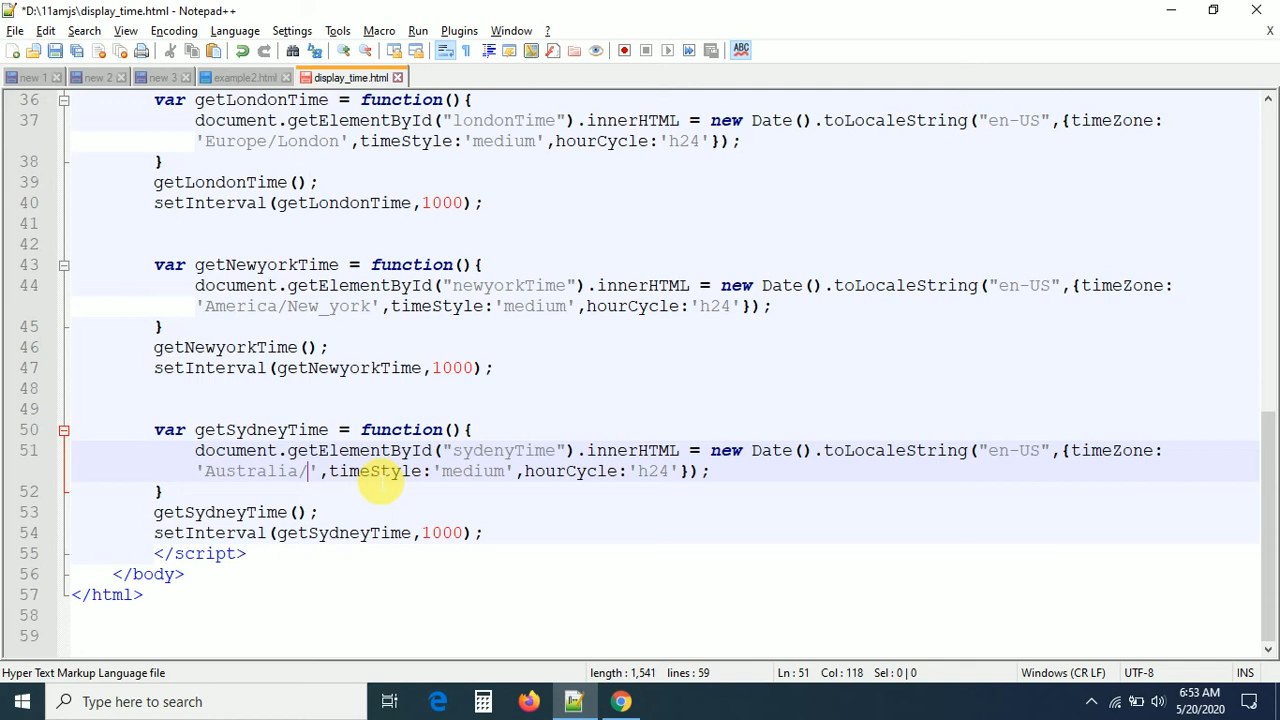 *D:\11amjs\display_time.html - Notepad++
File Edit Search View Encoding Language Settings Tools Macro Run Plugins Window ?
X
ABC
new 1 new 2 new 3 example2.html display_time.html
36 var getLondonTime = function(){
37 document.getElementById("londonTime").innerHTML = new Date().toLocaleString("en-US",{timeZone:
'Europe/London',timeStyle:'medium',hourCycle:'h24'});
38 }
39 getLondonTime();
40 setInterval(getLondonTime,1000);
41
42
43 var getNewyorkTime = function(){
44 document.getElementById("newyorkTime").innerHTML = new Date().toLocaleString("en-US",{timeZone:
'America/New_york',timeStyle:'medium',hourCycle:'h24'});
45 }
46 getNewyorkTime();
47 setInterval(getNewyorkTime,1000);
48
49
50 var getSydneyTime = function(){
51 document.getElementById("sydenyTime").innerHTML = new Date().toLocaleString("en-US",{timeZone:
'Australia/',timeStyle:'medium',hourCycle:'h24'});
52 }
53 getSydneyTime();
54 setInterval(getSydneyTime,1000);
55 </script>
56 </body>
57 </html>
58
59
Hyper Text Markup Language file length : 1,541 lines : 59 Ln : 51 Col : 118 Sel : 0 | 0 Windows (CR LF) UTF-8 INS
Type here to search
6:53 AM
5/20/2020